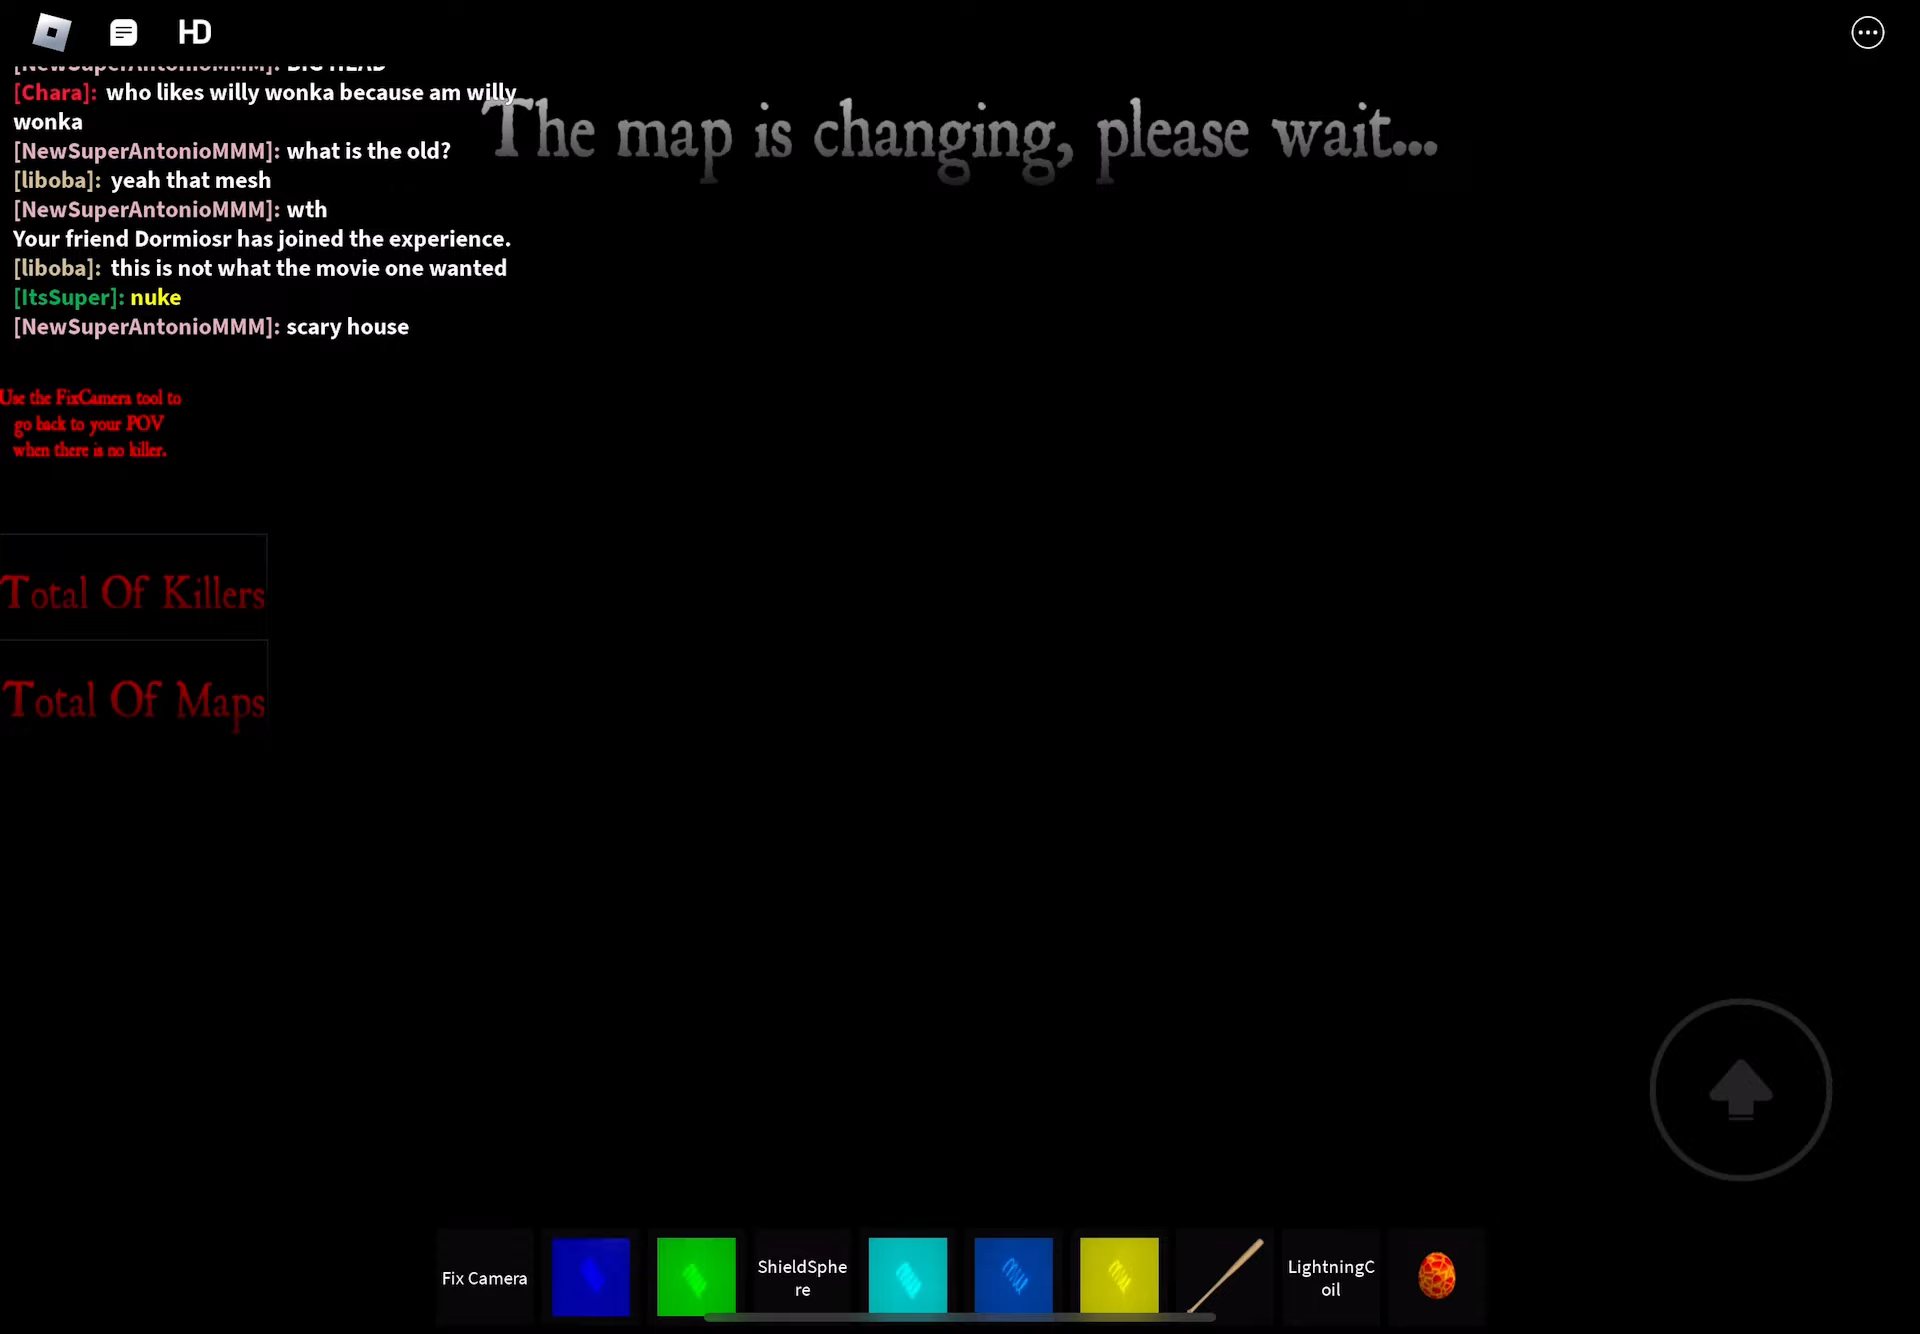 HD
[NewSuperAntonioMMM]: BIG HEAD
[Chara]: who likes willy wonka because am willy
wonka
[NewSuperAntonioMMM]: what is the old?
[liboba]: yeah that mesh
[NewSuperAntonioMMM]: wth
Your friend Dormiosr has joined the experience.
[liboba]: this is not what the movie one wanted
[ItsSuper]: nuke
[NewSuperAntonioMMM]: scary house
The map is changing, please wait...
Use the FixCamera tool to
go back to your POV
when there is no killer.
Total Of Killers
Total Of Maps
Fix Camera
ShieldSphe
re
LightningC
oil